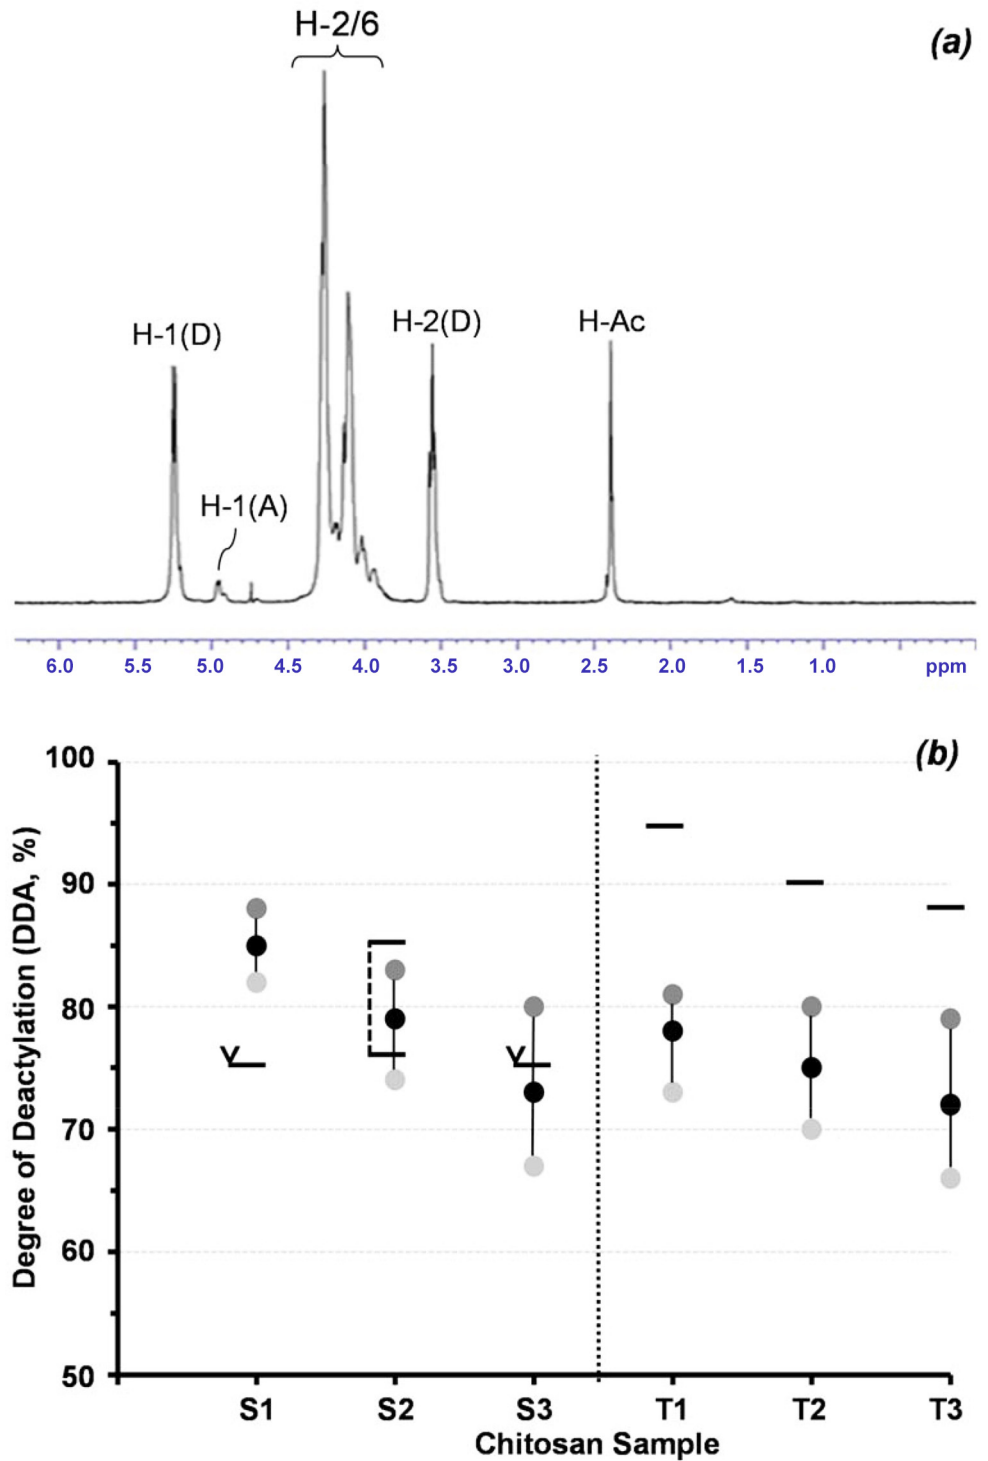 H-2/6
(a)
H-1(D)
H-2(D)
H-Ac
H-1(A)
6.0 5.5 5.0 4.5 4.0 3.5 3.0 2.5 2.0 1.5 1.0 ppm
(b)
100
90
80
70
60
50
Degree of Deactylation (DDA, %)
S1 S2 S3 T1 T2 T3
Chitosan Sample